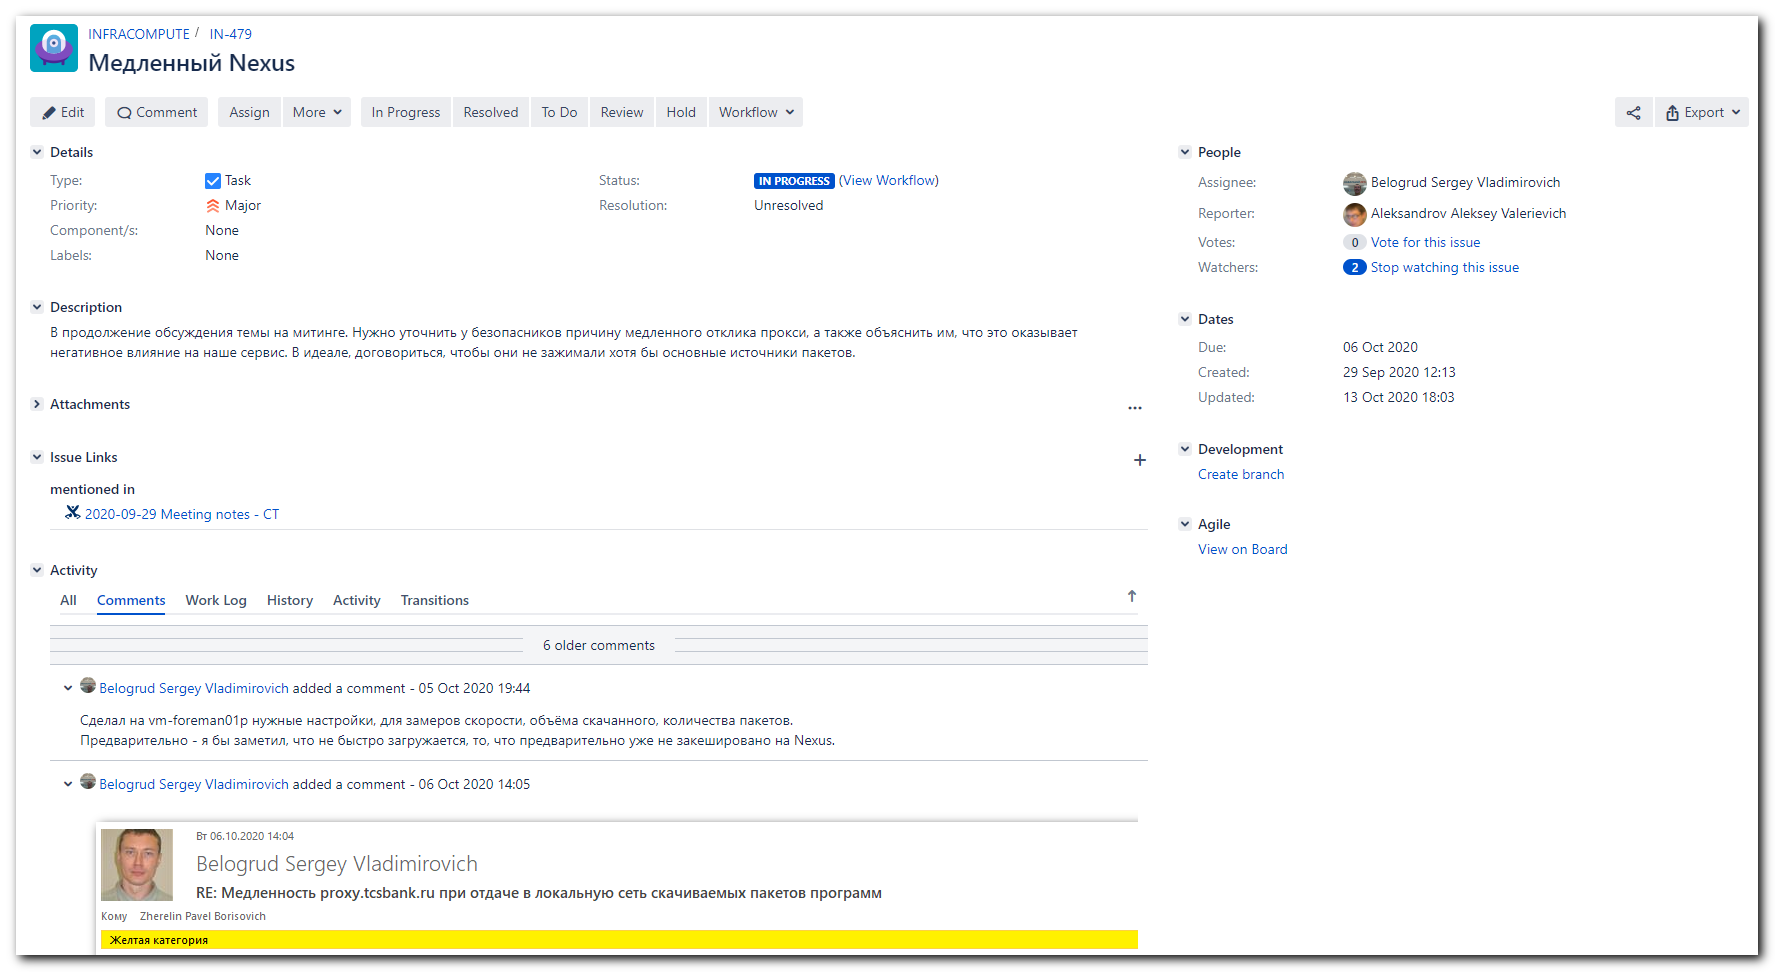 INFRACOMPUTE / IN-479
Медленный Nexus
Edit Comment Assign More In Progress Resolved To Do Review Hold Workflow Export
Details
Type: Task Status: IN PROGRESS (View Workflow)
Priority: Major Resolution: Unresolved
Component/s: None
Labels: None
Description
В продолжение обсуждения темы на митинге. Нужно уточнить у безопасников причину медленного отклика прокси, а также объяснить им, что это оказывает
негативное влияние на наше сервис. В идеале, договориться, чтобы они не зажимали хотя бы основные источники пакетов.
Attachments
Issue Links
mentioned in
2020-09-29 Meeting notes - CT
Activity
All Comments Work Log History Activity Transitions
6 older comments
Belogrud Sergey Vladimirovich added a comment - 05 Oct 2020 19:44
Сделал на vm-foreman01p нужные настройки, для замеров скорости, объёма скачанного, количества пакетов.
Предварительно - я бы заметил, что не быстро загружается, то, что предварительно уже не закешировано на Nexus.
Belogrud Sergey Vladimirovich added a comment - 06 Oct 2020 14:05
Вт 06.10.2020 14:04
Belogrud Sergey Vladimirovich
RE: Медленность proxy.tcsbank.ru при отдаче в локальную сеть скачиваемых пакетов программ
Кому Zherelin Pavel Borisovich
Желтая категория
People
Assignee: Belogrud Sergey Vladimirovich
Reporter: Aleksandrov Aleksey Valerievich
Votes: 0 Vote for this issue
Watchers: 2 Stop watching this issue
Dates
Due: 06 Oct 2020
Created: 29 Sep 2020 12:13
Updated: 13 Oct 2020 18:03
Development
Create branch
Agile
View on Board